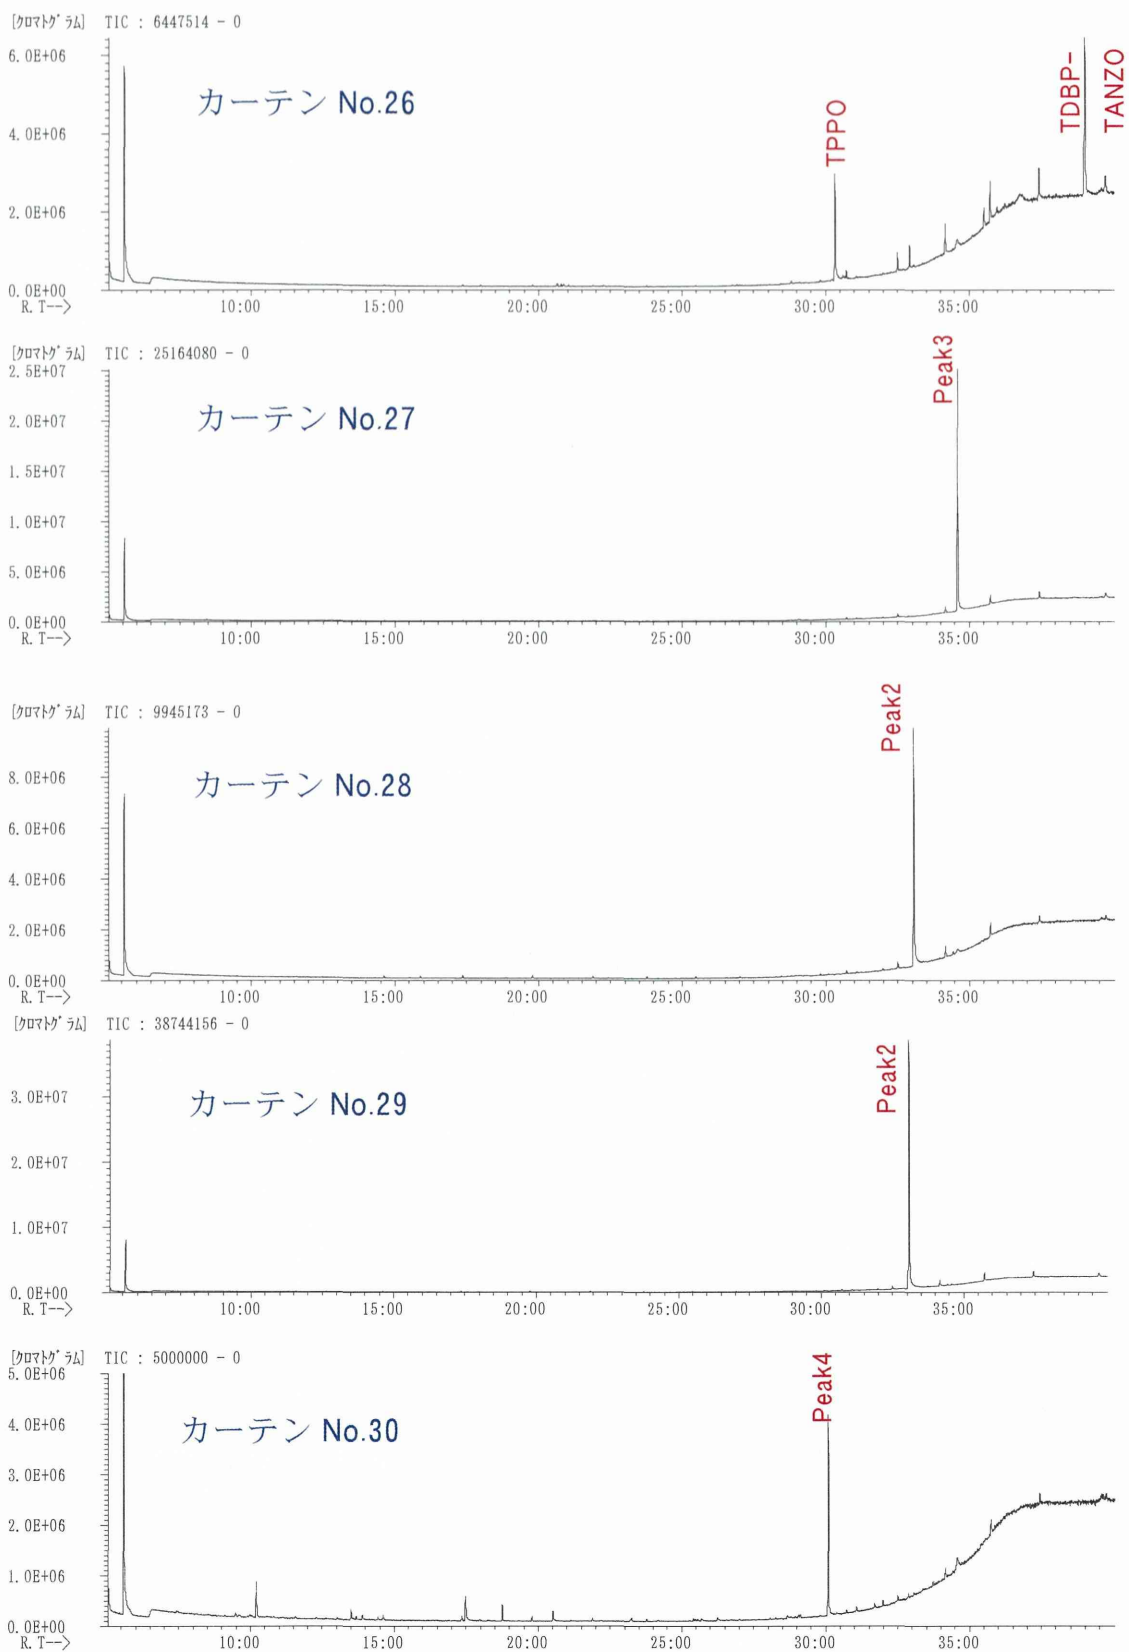 [クロマトグラム] TIC : 6447514 - 0
6.0E+06
カーテン No.26
TPPO
TDBP-
TANZO
4.0E+06
2.0E+06
0.0E+00
R.T-->
10:00 15:00 20:00 25:00 30:00 35:00
[クロマトグラム] TIC : 25164080 - 0
2.5E+07
Peak3
カーテン No.27
2.0E+07
1.5E+07
1.0E+07
5.0E+06
0.0E+00
R.T-->
10:00 15:00 20:00 25:00 30:00 35:00
[クロマトグラム] TIC : 9945173 - 0
Peak2
カーテン No.28
8.0E+06
6.0E+06
4.0E+06
2.0E+06
0.0E+00
R.T-->
10:00 15:00 20:00 25:00 30:00 35:00
[クロマトグラム] TIC : 38744156 - 0
Peak2
カーテン No.29
3.0E+07
2.0E+07
1.0E+07
0.0E+00
R.T-->
10:00 15:00 20:00 25:00 30:00 35:00
[クロマトグラム] TIC : 5000000 - 0
5.0E+06
Peak4
カーテン No.30
4.0E+06
3.0E+06
2.0E+06
1.0E+06
0.0E+00
R.T-->
10:00 15:00 20:00 25:00 30:00 35:00